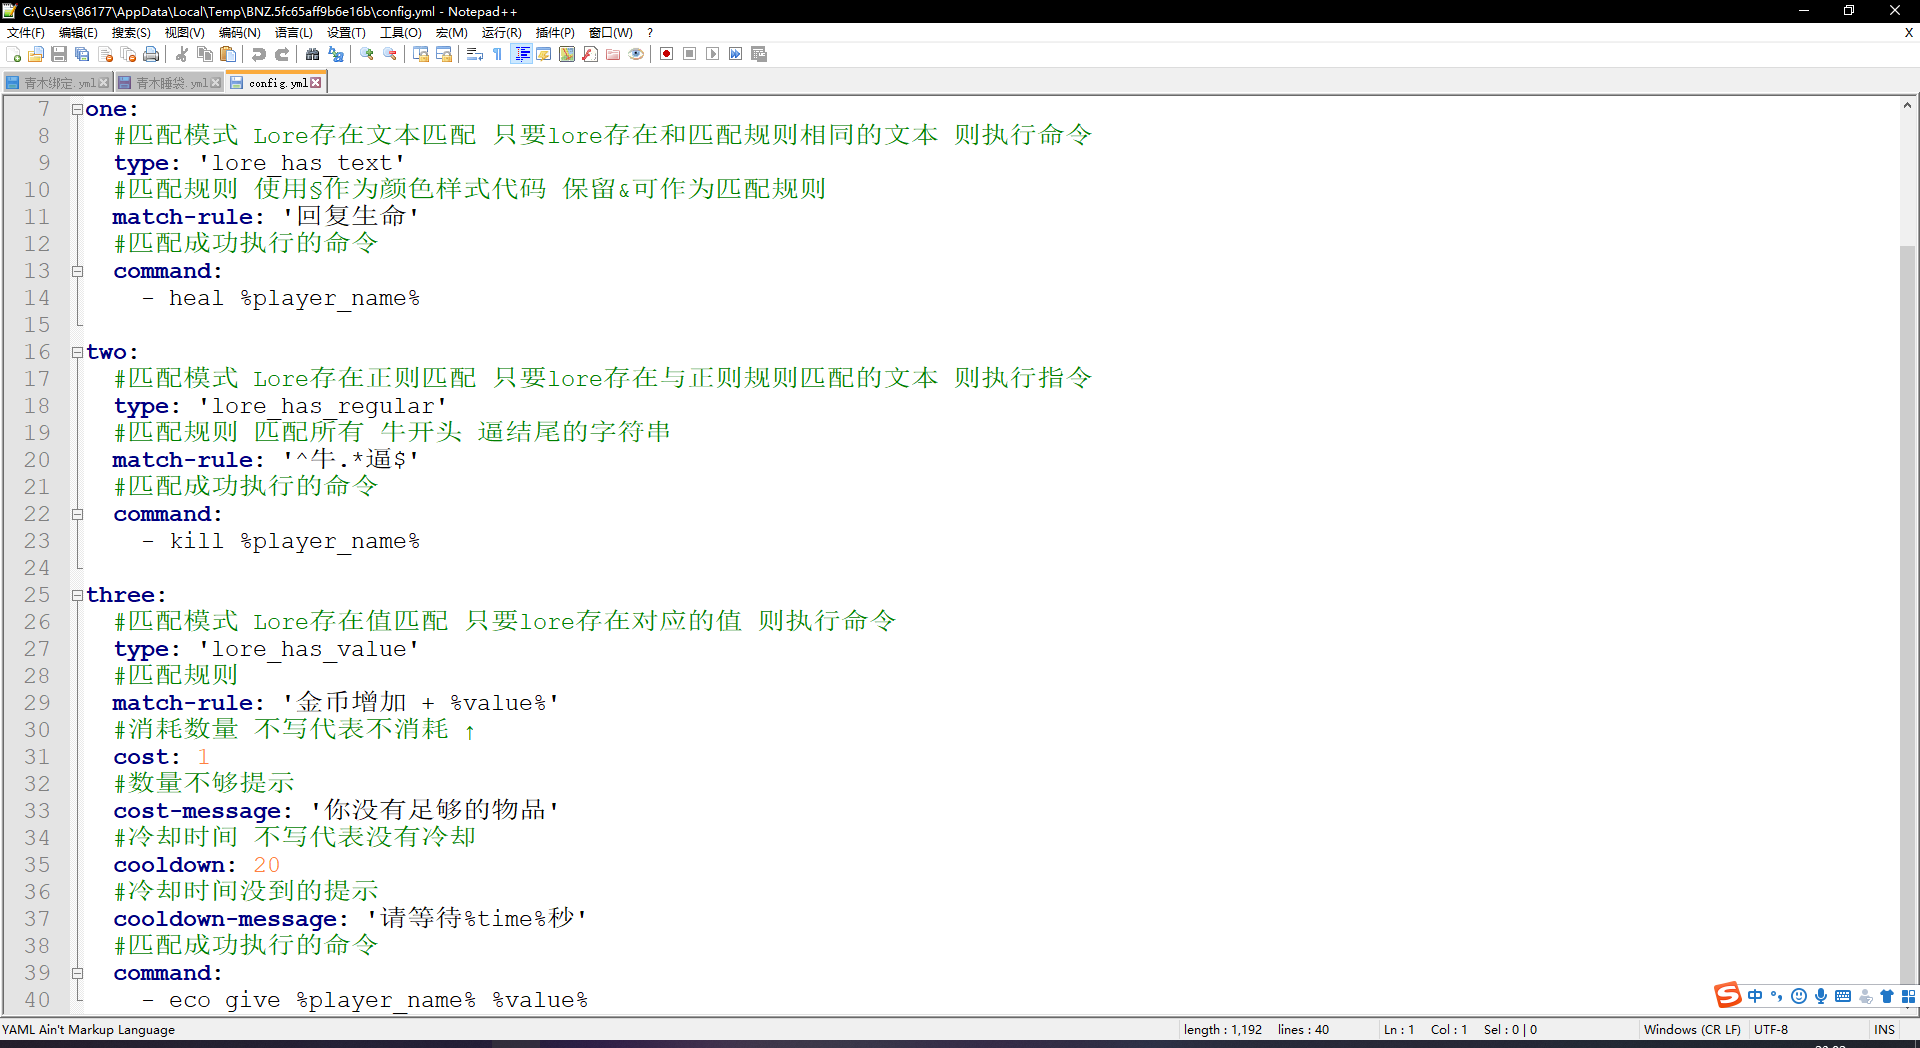 C:\Users\86177\AppData\Local\Temp\BNZ.5fc65aff9b6e16b\config.yml - Notepad++
文件(F) 编辑(E) 搜索(S) 视图(V) 编码(N) 语言(L) 设置(T) 工具(O) 宏(M) 运行(R) 插件(P) 窗口(W) ? X
青木绑定.yml 青木睡袋.yml config.yml
7 one:
8 #匹配模式 Lore存在文本匹配 只要lore存在和匹配规则相同的文本 则执行命令
9 type: 'lore_has_text'
10 #匹配规则 使用§作为颜色样式代码 保留&可作为匹配规则
11 match-rule: '回复生命'
12 #匹配成功执行的命令
13 command:
14 - heal %player_name%
15
16 two:
17 #匹配模式 Lore存在正则匹配 只要lore存在与正则规则匹配的文本 则执行指令
18 type: 'lore_has_regular'
19 #匹配规则 匹配所有 牛开头 逼结尾的字符串
20 match-rule: '^牛.*逼$'
21 #匹配成功执行的命令
22 command:
23 - kill %player_name%
24
25 three:
26 #匹配模式 Lore存在值匹配 只要lore存在对应的值 则执行命令
27 type: 'lore_has_value'
28 #匹配规则
29 match-rule: '金币增加 + %value%'
30 #消耗数量 不写代表不消耗 ↑
31 cost: 1
32 #数量不够提示
33 cost-message: '你没有足够的物品'
34 #冷却时间 不写代表没有冷却
35 cooldown: 20
36 #冷却时间没到的提示
37 cooldown-message: '请等待%time%秒'
38 #匹配成功执行的命令
39 command:
40 - eco give %player_name% %value%
S 中
YAML Ain't Markup Language length : 1,192 lines : 40 Ln : 1 Col : 1 Sel : 0 | 0 Windows (CR LF) UTF-8 INS